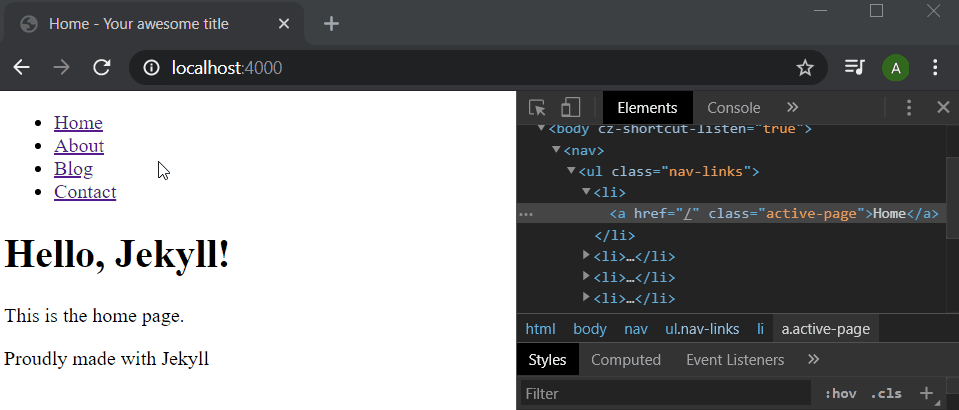 Home - Your awesome title
localhost:4000
A
Home
About
Blog
Contact
Hello, Jekyll!
This is the home page.
Proudly made with Jekyll
Elements Console »
<body cz-shortcut-listen="true">
<nav>
<ul class="nav-links">
<li>
<a href="/" class="active-page">Home</a>
</li>
<li>…</li>
<li>…</li>
<li>…</li>
html body nav ul.nav-links li a.active-page
Styles Computed Event Listeners »
Filter :hov .cls +